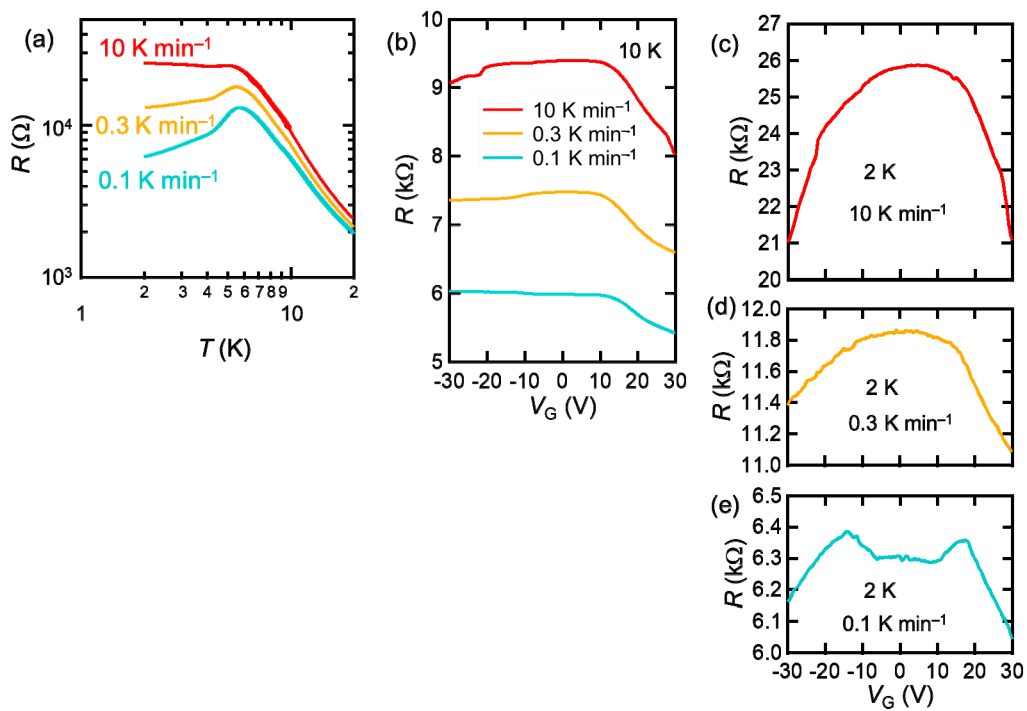 (a)
10 K min⁻¹
0.3 K min⁻¹
0.1 K min⁻¹
R (Ω)
10⁴
10³
2 3 4 5 6 7 8 9 2
1 10
T (K)
(b)
10 K
10 K min⁻¹
0.3 K min⁻¹
0.1 K min⁻¹
R (kΩ)
10
9
8
7
6
5
-30 -20 -10 0 10 20 30
V_G (V)
(c)
R (kΩ)
27
26
25
24
23
22
21
20
2 K
10 K min⁻¹
(d)
R (kΩ)
12.0
11.8
11.6
11.4
11.2
11.0
2 K
0.3 K min⁻¹
(e)
R (kΩ)
6.5
6.4
6.3
6.2
6.1
6.0
2 K
0.1 K min⁻¹
-30 -20 -10 0 10 20 30
V_G (V)